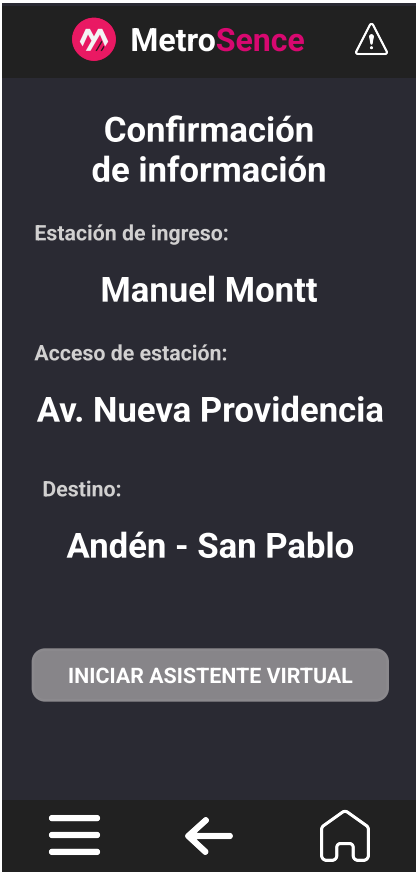 MetroSence
Confirmación
de información
Estación de ingreso:
Manuel Montt
Acceso de estación:
Av. Nueva Providencia
Destino:
Andén - San Pablo
INICIAR ASISTENTE VIRTUAL